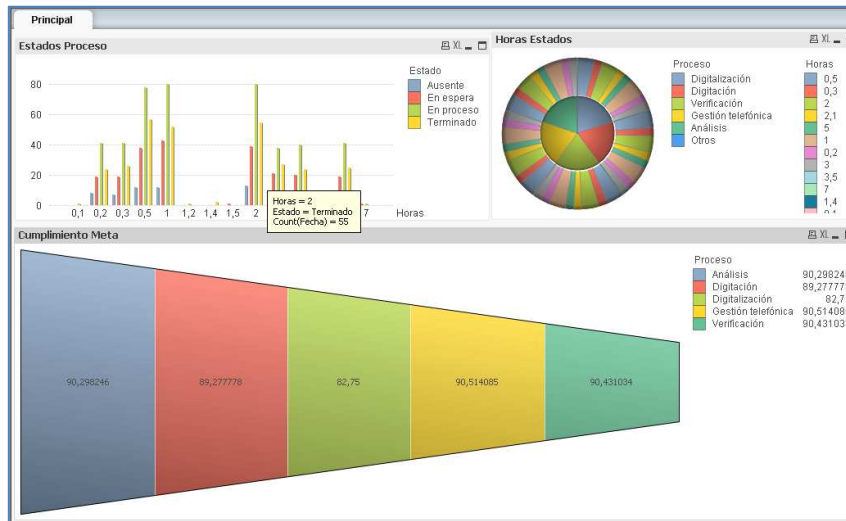 Principal
Estados Proceso
XL
80
60
40
20
0
0,1 0,2 0,3 0,5 1 1,2 1,4 1,5 2 7 Horas
Estado
Ausente
En espera
En proceso
Terminado
Horas = 2
Estado = Terminado
Count(Fecha) = 55
Horas Estados
XL
Proceso
Digitalización
Digitación
Verificación
Gestión telefónica
Análisis
Otros
Horas
0,5
0,3
2
2,1
5
1
0,2
3
3,5
7
1,4
Cumplimiento Meta
XL
90,298246
89,277778
82,75
90,514085
90,431034
Proceso
Análisis 90,29824
Digitación 89,27777
Digitalización 82,7
Gestión telefónica 90,51408
Verificación 90,43103